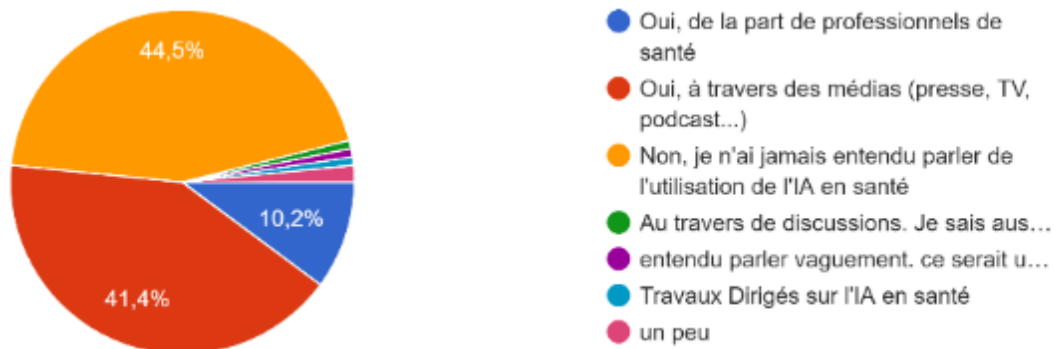 44,5%
10,2%
41,4%
Oui, de la part de professionnels de
santé
Oui, à travers des médias (presse, TV,
podcast...)
Non, je n'ai jamais entendu parler de
l'utilisation de l'IA en santé
Au travers de discussions. Je sais aus…
entendu parler vaguement. ce serait u…
Travaux Dirigés sur l'IA en santé
un peu